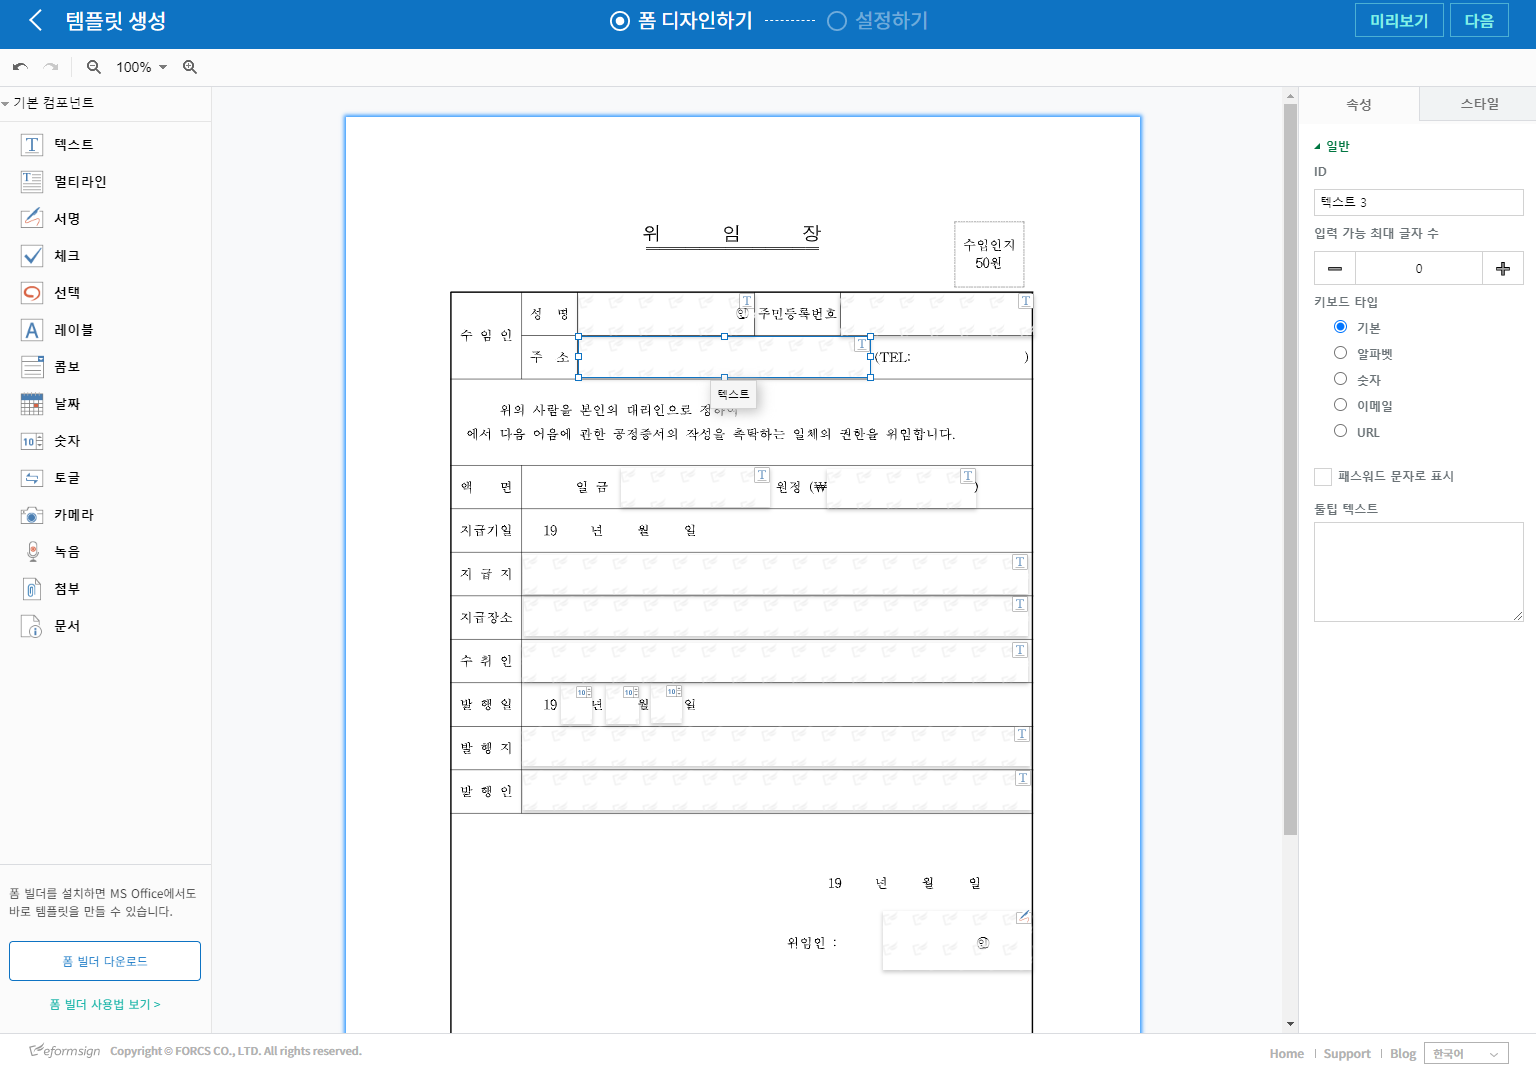 템플릿 생성
폼 디자인하기
설정하기
미리보기
다음
100%
기본 컴포넌트
텍스트
멀티라인
서명
체크
선택
레이블
콤보
날짜
숫자
토글
카메라
녹음
첨부
문서
폼 빌더를 설치하면 MS Office에서도
바로 템플릿을 만들 수 있습니다.
폼 빌더 다운로드
폼 빌더 사용법 보기 >
위 임 장
수입인지
50원
수 임 인
성 명
인
주민등록번호
주 소
(TEL: )
텍스트
위의 사람을 본인의 대리인으로 정하여
에서 다음 어음에 관한 공정증서의 작성을 촉탁하는 일체의 권한을 위임합니다.
액 면
일 금
원정 (₩ )
지급기일
19 년 월 일
지 급 지
지급장소
수 취 인
발 행 일
19 년 월 일
발 행 지
발 행 인
19 년 월 일
위임인 :
인
속성
스타일
일반
ID
텍스트 3
입력 가능 최대 글자 수
0
키보드 타입
기본
알파벳
숫자
이메일
URL
패스워드 문자로 표시
툴팁 텍스트
eformsign
Copyright © FORCS CO., LTD. All rights reserved.
Home
Support
Blog
한국어